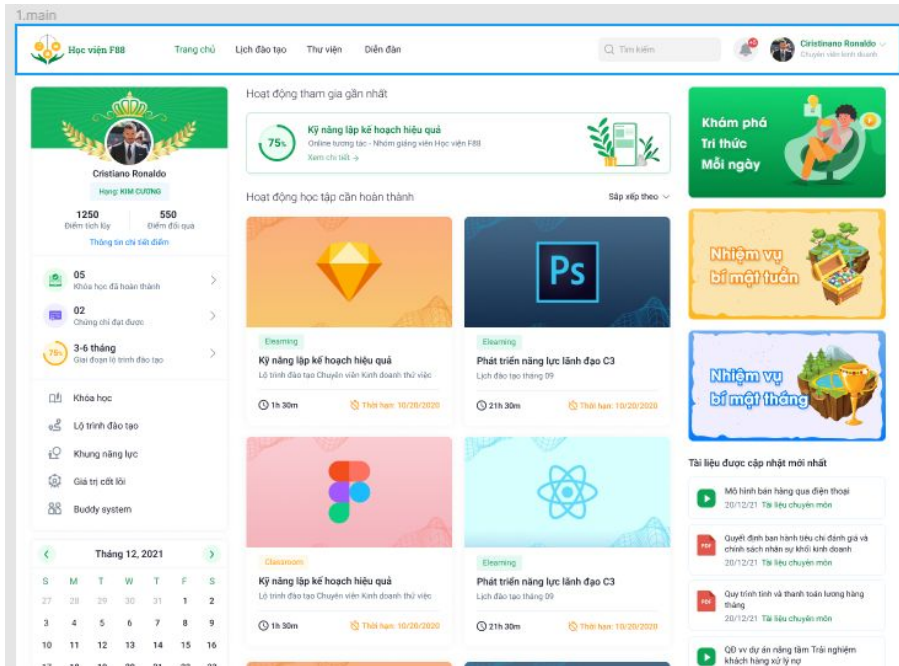 1.main
Học viện F88
Trang chủ
Lịch đào tạo
Thư viện
Diễn đàn
Tìm kiếm
Ciristinano Ronaldo
Chuyên viên kinh doanh
Cristiano Ronaldo
Hạng: KIM CƯƠNG
1250
Điểm tích lũy
550
Điểm đổi quà
Thông tin chi tiết điểm
05
Khóa học đã hoàn thành
02
Chứng chỉ đạt được
75%
3-6 tháng
Giai đoạn lộ trình đào tạo
Khóa học
Lộ trình đào tạo
Khung năng lực
Giá trị cốt lõi
Buddy system
Tháng 12, 2021
S M T W T F S
27 28 29 30 31 1 2
3 4 5 6 7 8 9
10 11 12 13 14 15 16
Hoạt động tham gia gần nhất
75%
Kỹ năng lập kế hoạch hiệu quả
Online tương tác - Nhóm giảng viên Học viện F88
Xem chi tiết →
Hoạt động học tập cần hoàn thành
Sắp xếp theo
Elearning
Kỹ năng lập kế hoạch hiệu quả
Lộ trình đào tạo Chuyên viên Kinh doanh thử việc
1h 30m
Thời hạn: 10/20/2020
Ps
Elearning
Phát triển năng lực lãnh đạo C3
Lịch đào tạo tháng 09
21h 30m
Thời hạn: 10/20/2020
Classroom
Kỹ năng lập kế hoạch hiệu quả
Lộ trình đào tạo Chuyên viên Kinh doanh thử việc
1h 30m
Thời hạn: 10/20/2020
Elearning
Phát triển năng lực lãnh đạo C3
Lịch đào tạo tháng 09
21h 30m
Thời hạn: 10/20/2020
Khám phá
Tri thức
Mỗi ngày
Nhiệm vụ
bí mật tuần
Nhiệm vụ
bí mật tháng
Tài liệu được cập nhật mới nhất
Mô hình bán hàng qua điện thoại
20/12/21 Tài liệu chuyên môn
PDF
Quyết định ban hành tiêu chí đánh giá và
chính sách nhân sự khối kinh doanh
20/12/21 Tài liệu chuyên môn
PDF
Quy trình tính và thanh toán lương hàng
tháng
20/12/21 Tài liệu chuyên môn
QĐ vv dự án nâng tầm Trải nghiệm
khách hàng xử lý nợ